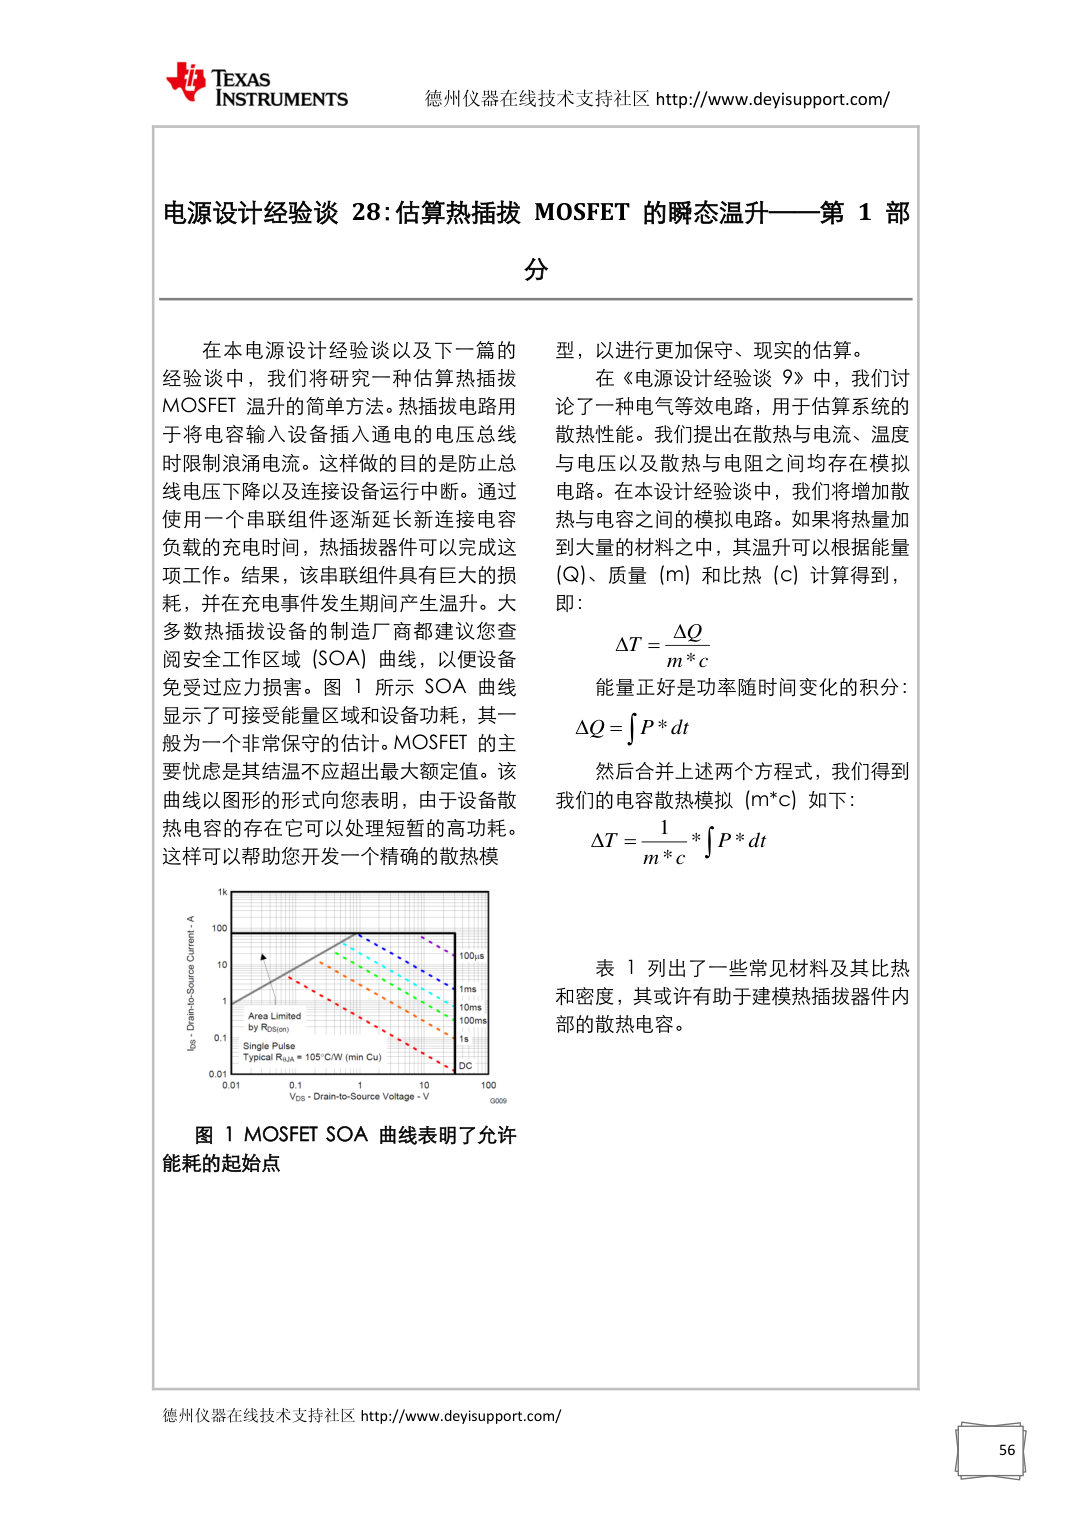 TEXAS
INSTRUMENTS
德州仪器在线技术支持社区 http://www.deyisupport.com/
电源设计经验谈 28：估算热插拔 MOSFET 的瞬态温升——第 1 部
分
在本电源设计经验谈以及下一篇的
经验谈中，我们将研究一种估算热插拔
MOSFET 温升的简单方法。热插拔电路用
于将电容输入设备插入通电的电压总线
时限制浪涌电流。这样做的目的是防止总
线电压下降以及连接设备运行中断。通过
使用一个串联组件逐渐延长新连接电容
负载的充电时间，热插拔器件可以完成这
项工作。结果，该串联组件具有巨大的损
耗，并在充电事件发生期间产生温升。大
多数热插拔设备的制造厂商都建议您查
阅安全工作区域 (SOA) 曲线，以便设备
免受过应力损害。图 1 所示 SOA 曲线
显示了可接受能量区域和设备功耗，其一
般为一个非常保守的估计。MOSFET 的主
要忧虑是其结温不应超出最大额定值。该
曲线以图形的形式向您表明，由于设备散
热电容的存在它可以处理短暂的高功耗。
这样可以帮助您开发一个精确的散热模
1k
100
10
1
0.1
0.01
IDS - Drain-to-Source Current - A
100µs
1ms
10ms
100ms
1s
DC
Area Limited
by RDS(on)
Single Pulse
Typical RθJA = 105°C/W (min Cu)
0.01 0.1 1 10 100
VDS - Drain-to-Source Voltage - V
G009
图 1 MOSFET SOA 曲线表明了允许
能耗的起始点
型，以进行更加保守、现实的估算。
在《电源设计经验谈 9》中，我们讨
论了一种电气等效电路，用于估算系统的
散热性能。我们提出在散热与电流、温度
与电压以及散热与电阻之间均存在模拟
电路。在本设计经验谈中，我们将增加散
热与电容之间的模拟电路。如果将热量加
到大量的材料之中，其温升可以根据能量
(Q)、质量 (m) 和比热 (c) 计算得到，
即：
ΔT = ΔQ / m * c
能量正好是功率随时间变化的积分：
ΔQ = ∫ P * dt
然后合并上述两个方程式，我们得到
我们的电容散热模拟 (m*c) 如下：
ΔT = 1 / m * c * ∫ P * dt
表 1 列出了一些常见材料及其比热
和密度，其或许有助于建模热插拔器件内
部的散热电容。
德州仪器在线技术支持社区 http://www.deyisupport.com/
56